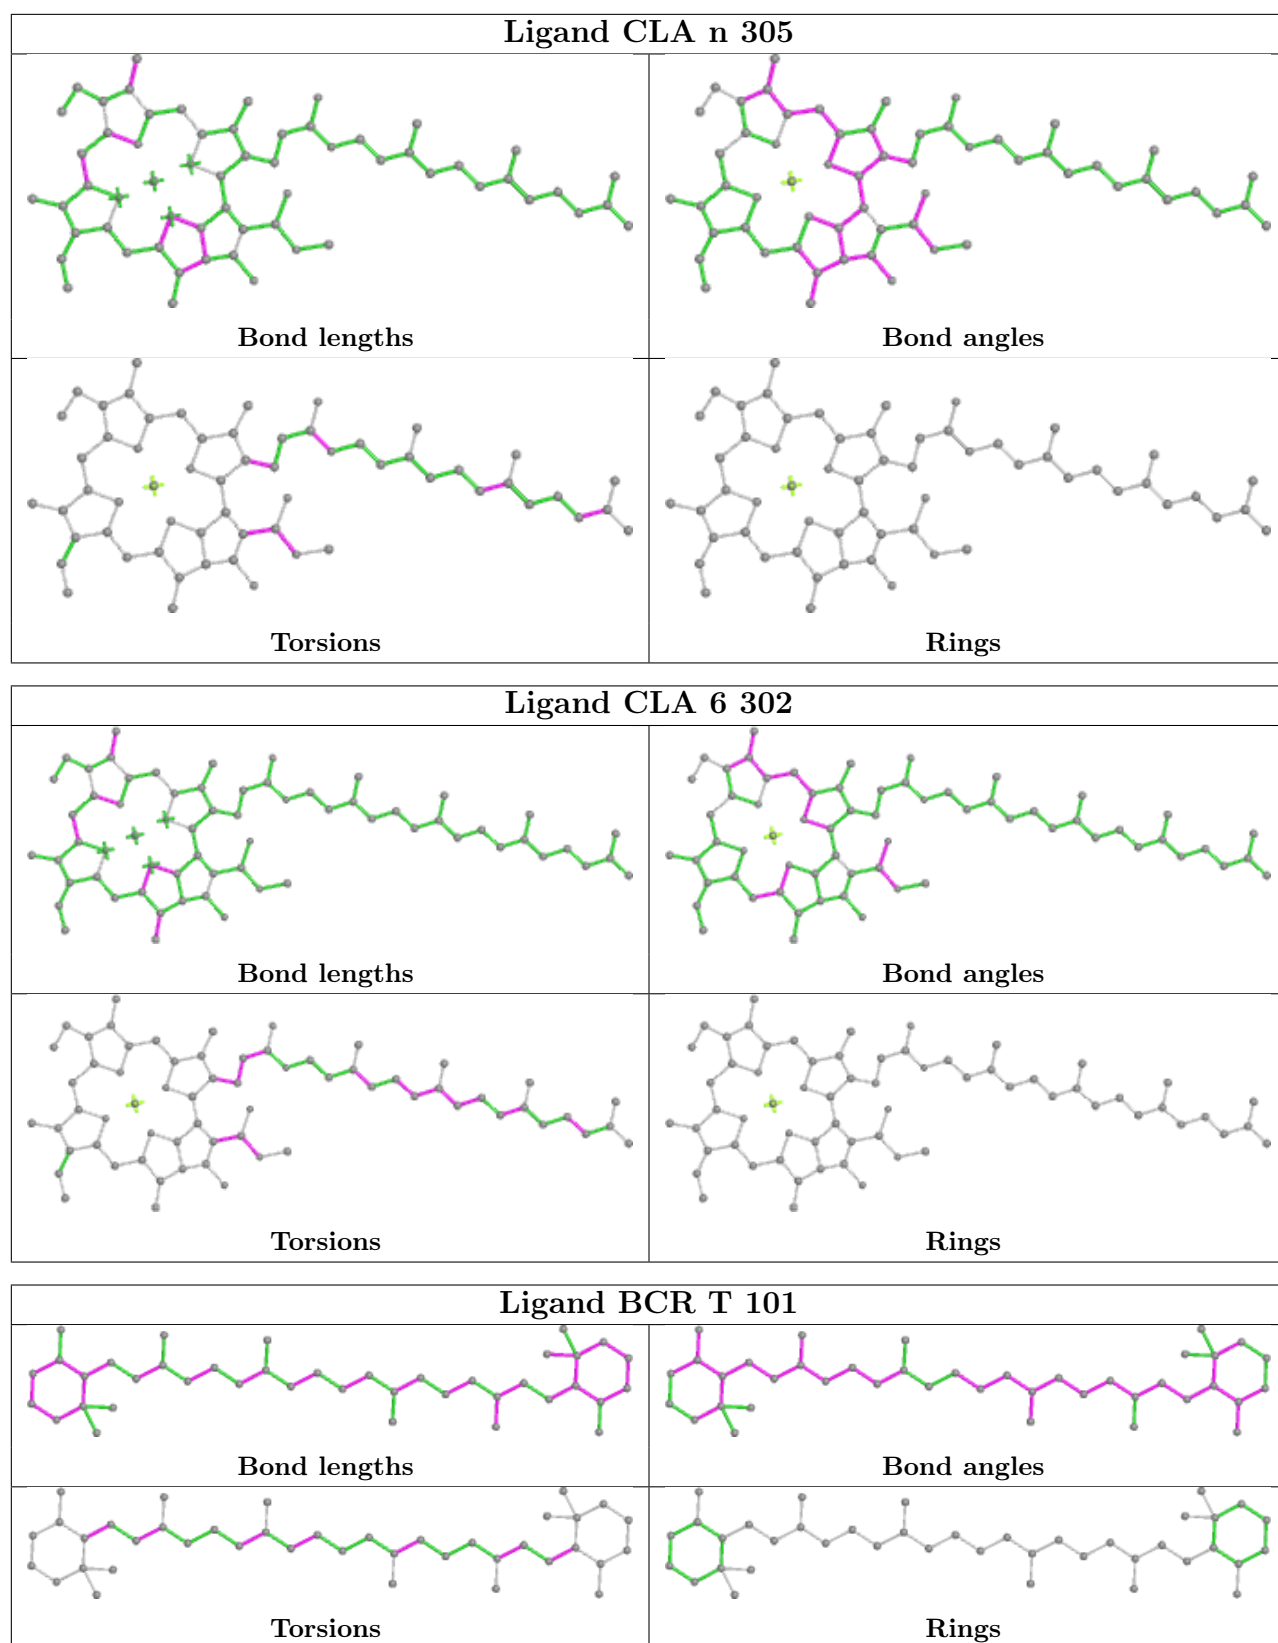 Ligand CLA n 305
Bond lengths
Bond angles
Torsions
Rings
Ligand CLA 6 302
Bond lengths
Bond angles
Torsions
Rings
Ligand BCR T 101
Bond lengths
Bond angles
Torsions
Rings